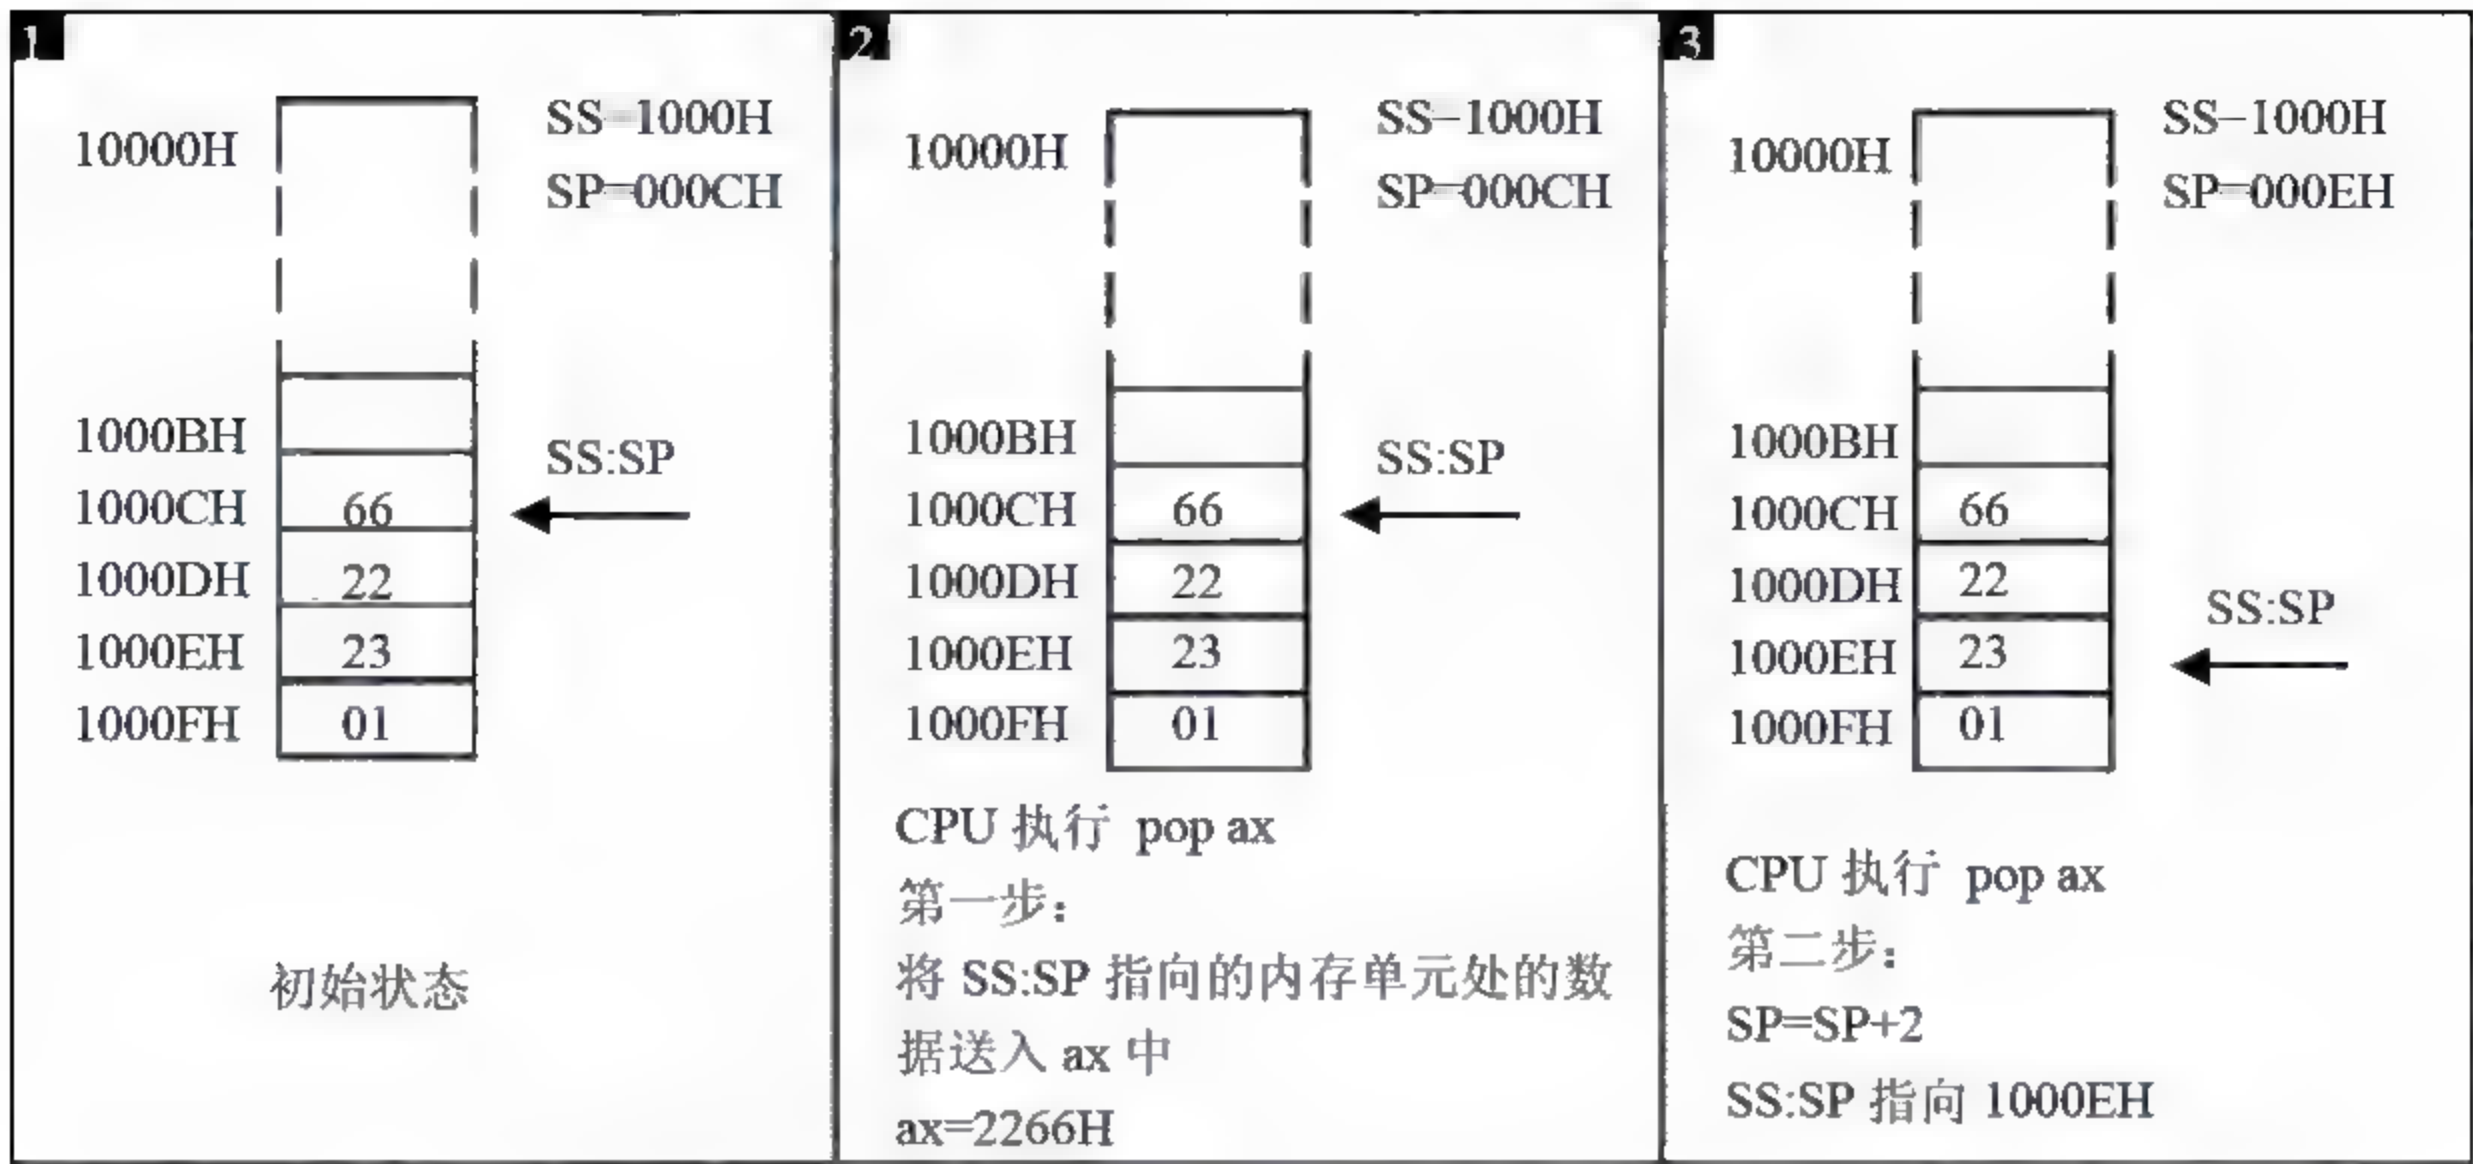 1
SS=1000H
10000H
SP=000CH
1000BH
SS:SP
1000CH 66
1000DH 22
1000EH 23
1000FH 01
初始状态
2
SS=1000H
10000H
SP=000CH
1000BH
SS:SP
1000CH 66
1000DH 22
1000EH 23
1000FH 01
CPU 执行 pop ax
第一步：
将 SS:SP 指向的内存单元处的数
据送入 ax 中
ax=2266H
3
SS=1000H
10000H
SP=000EH
1000BH
1000CH 66
1000DH 22
SS:SP
1000EH 23
1000FH 01
CPU 执行 pop ax
第二步：
SP=SP+2
SS:SP 指向 1000EH